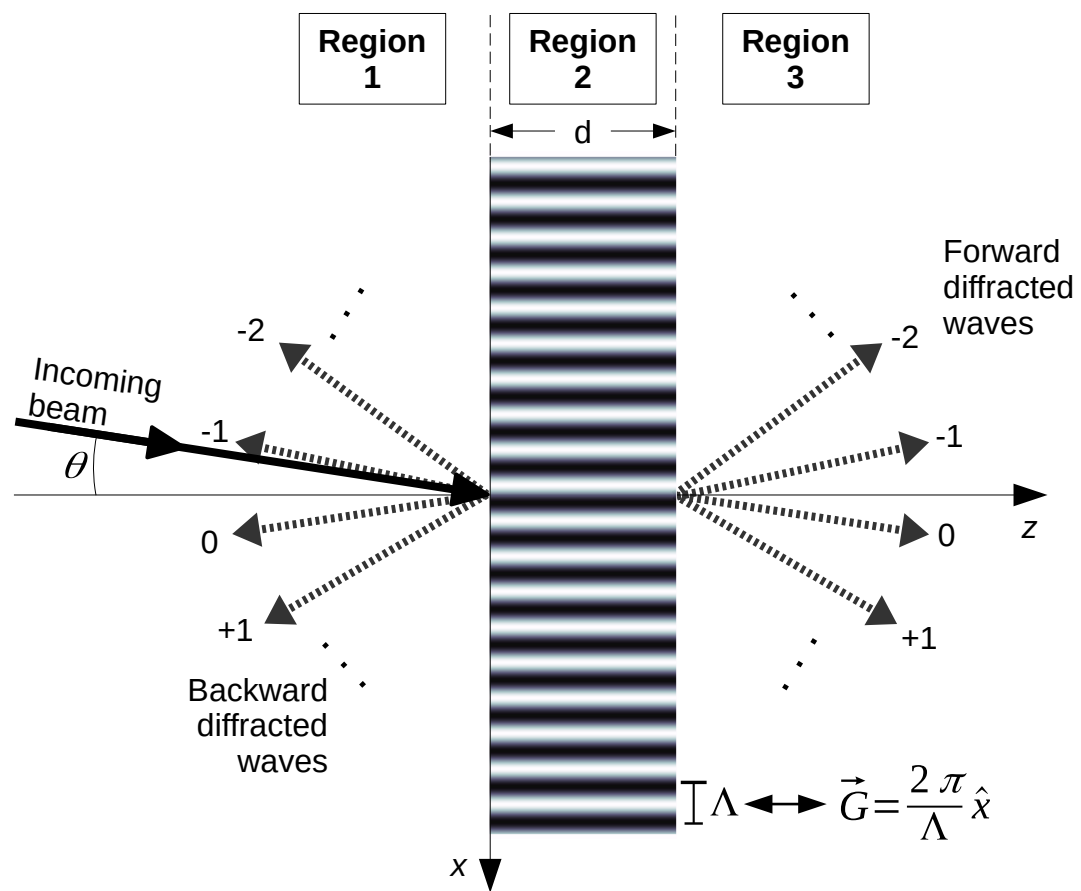 Region
1
Region
2
Region
3
d
Forward
diffracted
waves
-2
-2
Incoming
beam
-1
-1
θ
z
0
0
+1
+1
Backward
diffracted
waves
Λ ↔ G⃗ = 2 π / Λ x̂
x